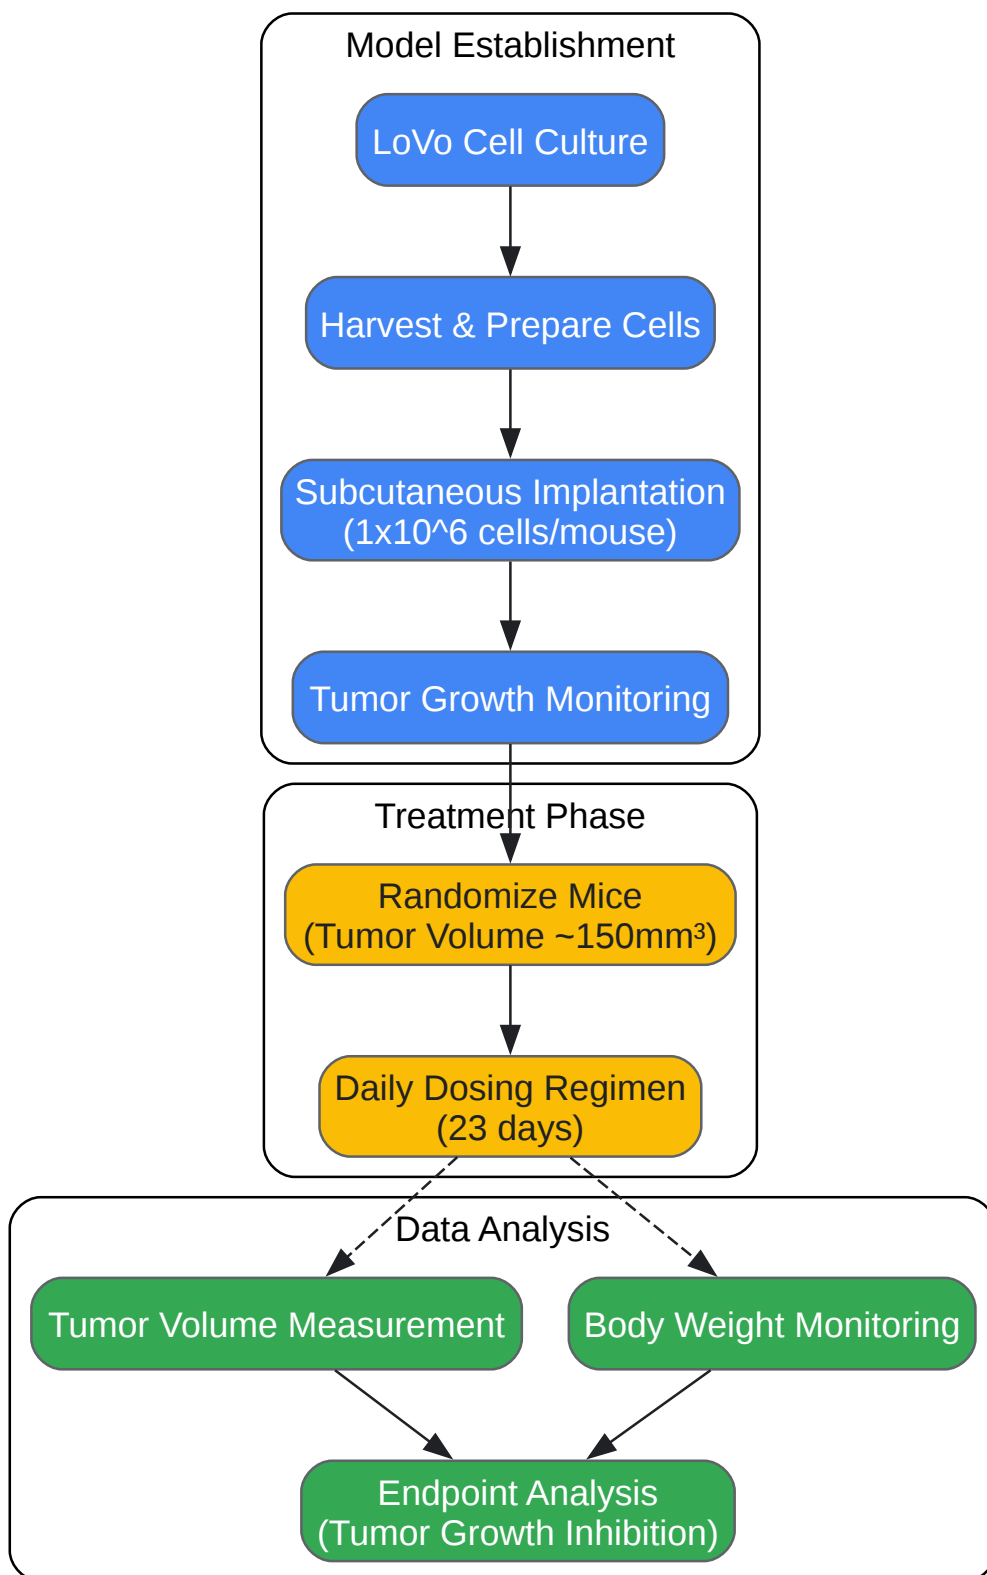 Model Establishment
LoVo Cell Culture
Harvest & Prepare Cells
Subcutaneous Implantation
(1x10^6 cells/mouse)
Tumor Growth Monitoring
Treatment Phase
Randomize Mice
(Tumor Volume ~150mm³)
Daily Dosing Regimen
(23 days)
Data Analysis
Tumor Volume Measurement
Body Weight Monitoring
Endpoint Analysis
(Tumor Growth Inhibition)